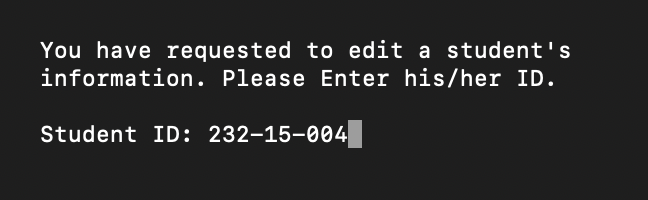 You have requested to edit a student's
information. Please Enter his/her ID.
Student ID: 232-15-004